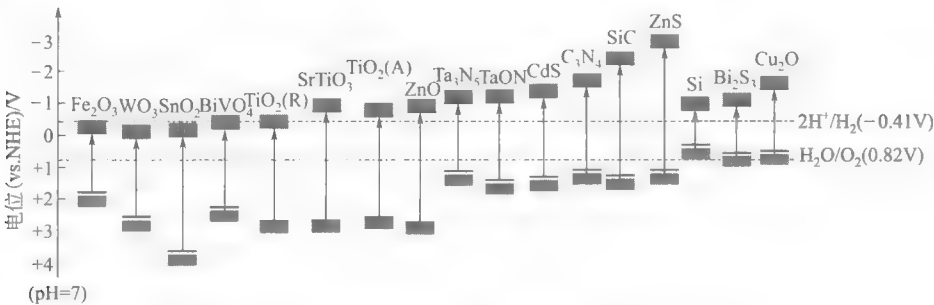 电位(vs.NHE)/V
−3
−2
−1
0
+1
+2
+3
+4
(pH=7)
Fe₂O₃
WO₃
SnO₂
BiVO₄
TiO₂(R)
SrTiO₃
TiO₂(A)
ZnO
Ta₃N₅
TaON
CdS
C₃N₄
SiC
ZnS
Si
Bi₂S₃
Cu₂O
2H⁺/H₂(−0.41V)
H₂O/O₂(0.82V)